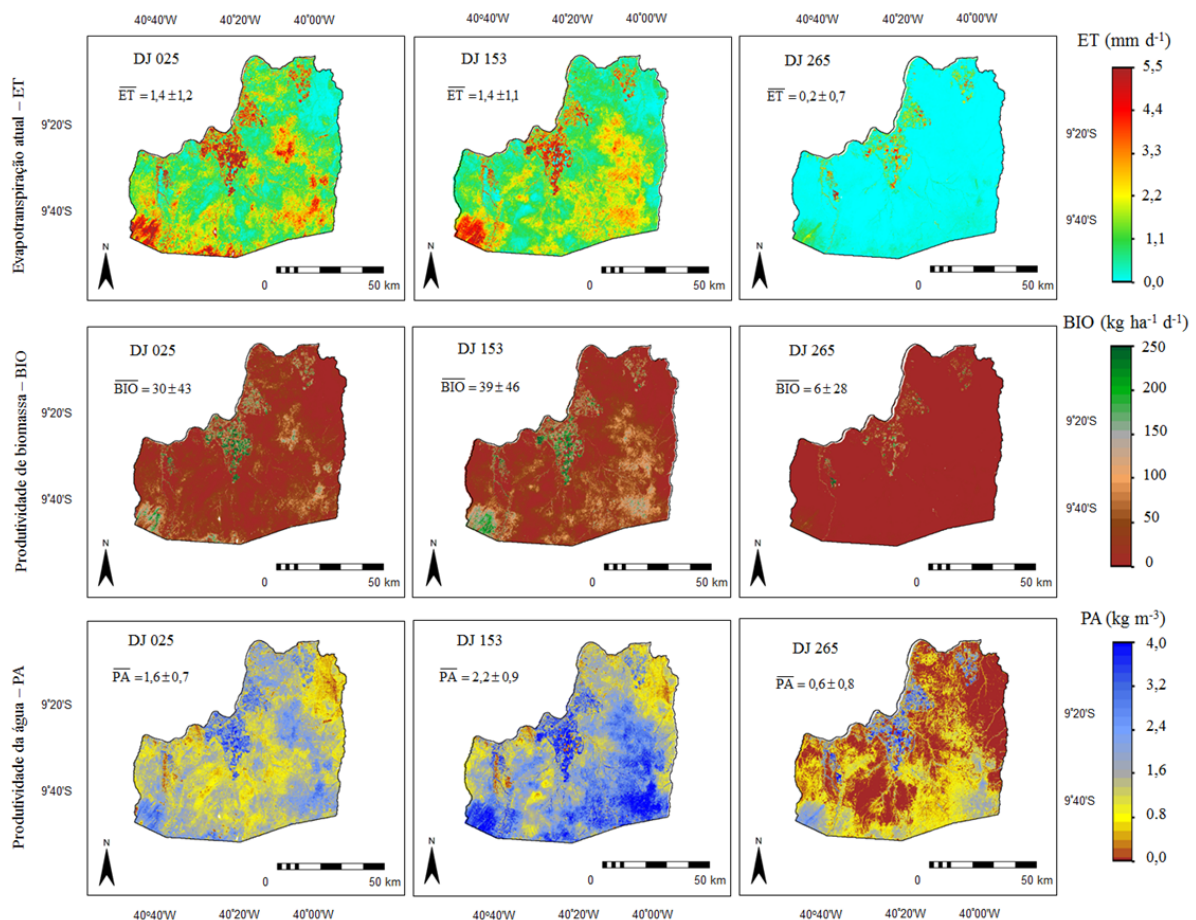 40°40'W 40°20'W 40°00'W 40°40'W 40°20'W 40°00'W 40°40'W 40°20'W 40°00'W
Evapotranspiração atual – ET
9°20'S
9°40'S
DJ 025
ET = 1,4 ± 1,2
N
0 50 km
DJ 153
ET = 1,4 ± 1,1
N
0 50 km
DJ 265
ET = 0,2 ± 0,7
N
0 50 km
9°20'S
9°40'S
ET (mm d-1)
5,5
4,4
3,3
2,2
1,1
0,0
Produtividade de biomassa – BIO
9°20'S
9°40'S
DJ 025
BIO = 30 ± 43
N
0 50 km
DJ 153
BIO = 39 ± 46
N
0 50 km
DJ 265
BIO = 6 ± 28
N
0 50 km
9°20'S
9°40'S
BIO (kg ha-1 d-1)
250
200
150
100
50
0
Produtividade da água – PA
9°20'S
9°40'S
DJ 025
PA = 1,6 ± 0,7
N
0 50 km
DJ 153
PA = 2,2 ± 0,9
N
0 50 km
DJ 265
PA = 0,6 ± 0,8
N
0 50 km
9°20'S
9°40'S
PA (kg m-3)
4,0
3,2
2,4
1,6
0,8
0,0
40°40'W 40°20'W 40°00'W 40°40'W 40°20'W 40°00'W 40°40'W 40°20'W 40°00'W